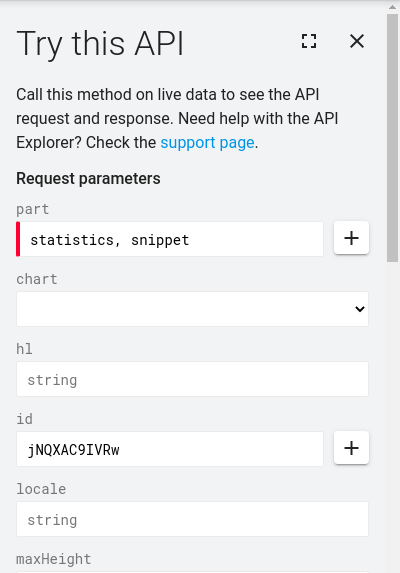 Try this API
Call this method on live data to see the API
request and response. Need help with the API
Explorer? Check the support page.
Request parameters
part
statistics, snippet
chart
hl
string
id
jNQXAC9IVRw
locale
string
maxHeight